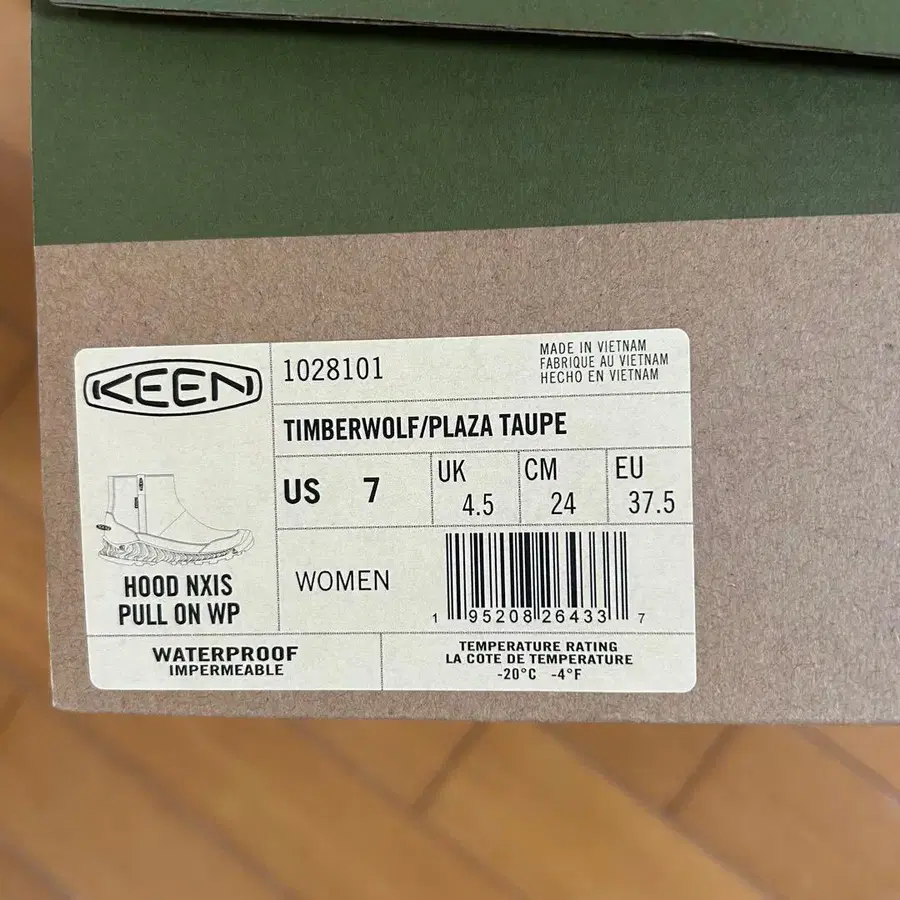 KEEN
1028101
MADE IN VIETNAM
FABRIQUE AU VIETNAM
HECHO EN VIETNAM
TIMBERWOLF/PLAZA TAUPE
US 7
UK 4.5
CM 24
EU 37.5
HOOD NXIS
PULL ON WP
WOMEN
1 95208 26433 7
WATERPROOF
IMPERMEABLE
TEMPERATURE RATING
LA COTE DE TEMPERATURE
-20°C -4°F